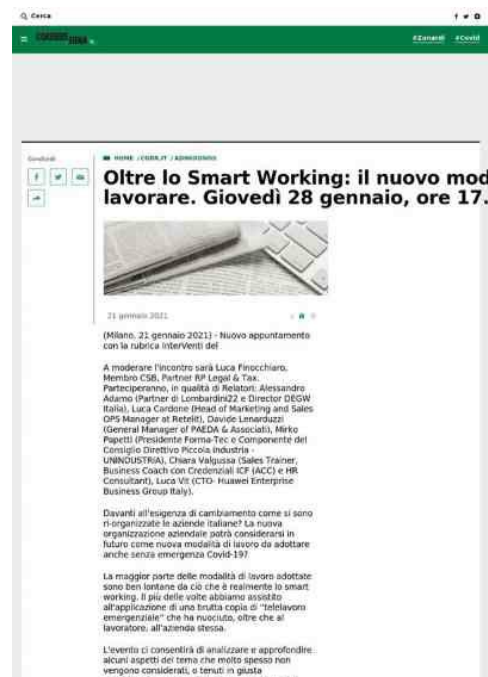 Cerca
#Zanardi #Covid
Condividi
HOME / CORR.IT / ADNKRONOS
Oltre lo Smart Working: il nuovo mod
lavorare. Giovedì 28 gennaio, ore 17.
21 gennaio 2021
(Milano, 21 gennaio 2021) - Nuovo appuntamento
con la rubrica InterVenti del
A moderare l'incontro sarà Luca Finocchiaro,
Membro CSB, Partner RP Legal & Tax.
Parteciperanno, in qualità di Relatori: Alessandro
Adamo (Partner di Lombardini22 e Director DEGW
Italia), Luca Cardone (Head of Marketing and Sales
OPS Manager at Retelit), Davide Lenarduzzi
(General Manager of PAEDA & Associati), Mirko
Papetti (Presidente Forma-Tec e Componente del
Consiglio Direttivo Piccola Industria -
UNINDUSTRIA), Chiara Valgussa (Sales Trainer,
Business Coach con Credenziali ICF (ACC) e HR
Consultant), Luca Vit (CTO- Huawei Enterprise
Business Group Italy).
Davanti all'esigenza di cambiamento come si sono
ri-organizzate le aziende italiane? La nuova
organizzazione aziendale potrà considerarsi in
futuro come nuova modalità di lavoro da adottare
anche senza emergenza Covid-19?
La maggior parte delle modalità di lavoro adottate
sono ben lontane da ciò che è realmente lo smart
working. Il più delle volte abbiamo assistito
all'applicazione di una brutta copia di "telelavoro
emergenziale" che ha nuociuto, oltre che al
lavoratore, all'azienda stessa.
L'evento ci consentirà di analizzare e approfondire
alcuni aspetti del tema che molto spesso non
vengono considerati, o tenuti in giusta